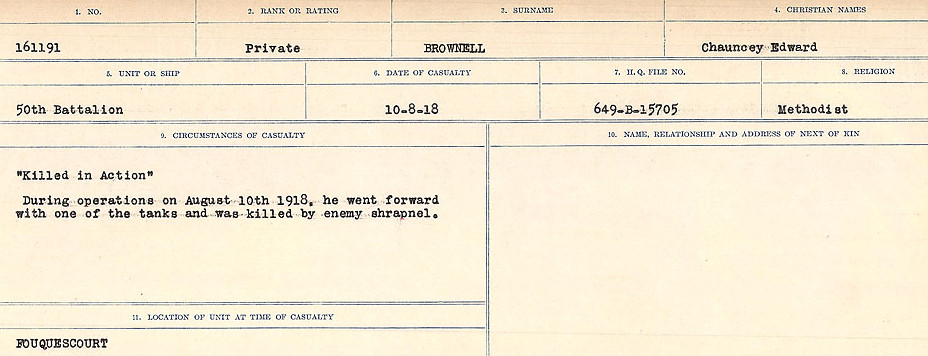 1. NO. 2. RANK OR RATING 3. SURNAME 4. CHRISTIAN NAMES
161191 Private BROWNELL Chauncey Edward
5. UNIT OR SHIP 6. DATE OF CASUALTY 7. H.Q. FILE NO. 8. RELIGION
50th Battalion 10-8-18 649-B-15705 Methodist
9. CIRCUMSTANCES OF CASUALTY 10. NAME, RELATIONSHIP AND ADDRESS OF NEXT OF KIN
"Killed in Action"
During operations on August 10th 1918, he went forward
with one of the tanks and was killed by enemy shrapnel.
11. LOCATION OF UNIT AT TIME OF CASUALTY
FOUQUESCOURT